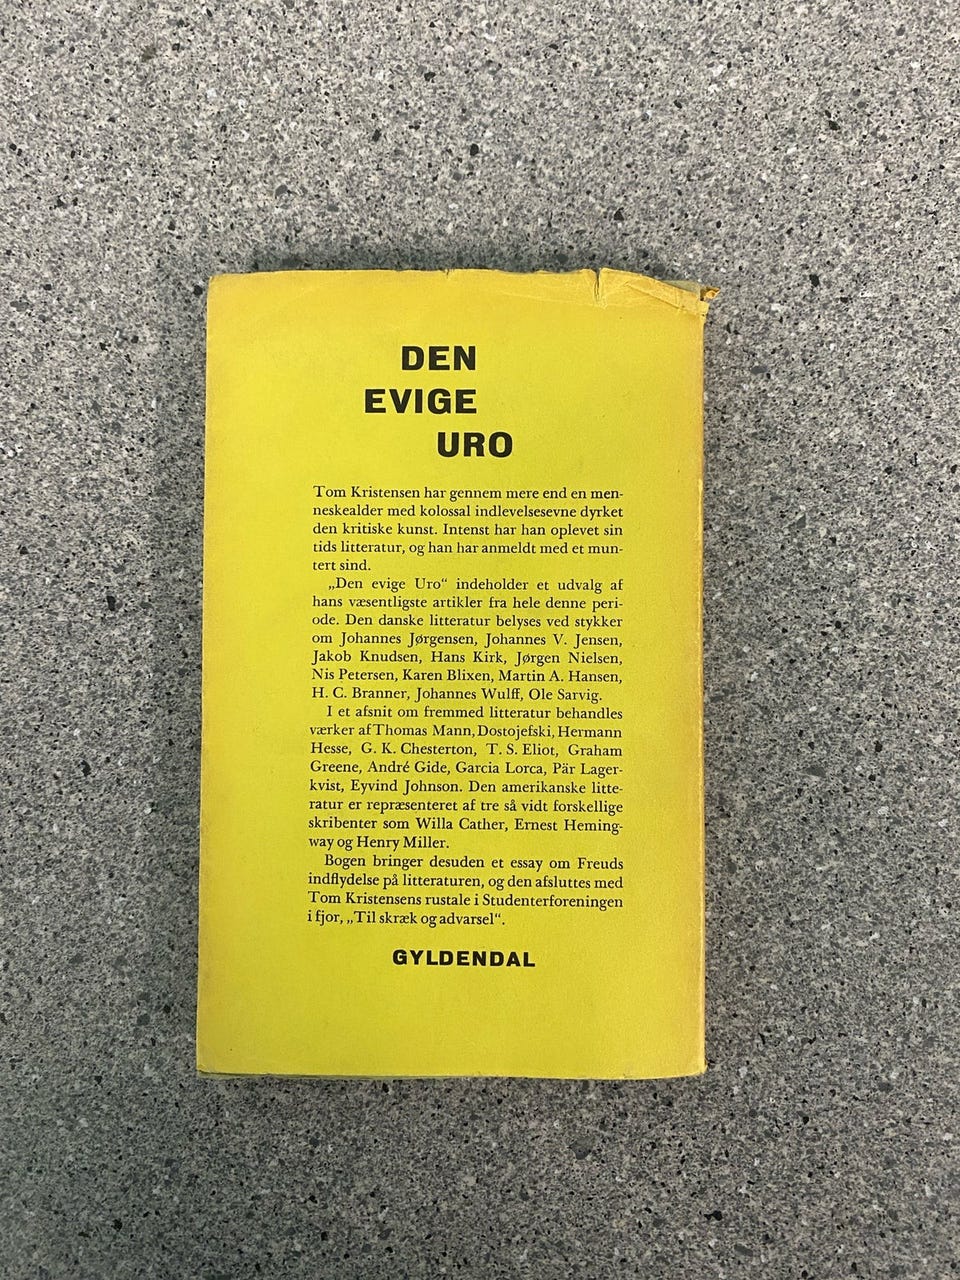 DEN
EVIGE
URO
Tom Kristensen har gennem mere end en men-
neskealder med kolossal indlevelsesevne dyrket
den kritiske kunst. Intenst har han oplevet sin
tids litteratur, og han har anmeldt med et mun-
tert sind.
„Den evige Uro“ indeholder et udvalg af
hans væsentligste artikler fra hele denne peri-
ode. Den danske litteratur belyses ved stykker
om Johannes Jørgensen, Johannes V. Jensen,
Jakob Knudsen, Hans Kirk, Jørgen Nielsen,
Nis Petersen, Karen Blixen, Martin A. Hansen,
H. C. Branner, Johannes Wulff, Ole Sarvig.
I et afsnit om fremmed litteratur behandles
værker af Thomas Mann, Dostojefski, Hermann
Hesse, G. K. Chesterton, T. S. Eliot, Graham
Greene, André Gide, Garcia Lorca, Pär Lager-
kvist, Eyvind Johnson. Den amerikanske litte-
ratur er repræsenteret af tre så vidt forskellige
skribenter som Willa Cather, Ernest Heming-
way og Henry Miller.
Bogen bringer desuden et essay om Freuds
indflydelse på litteraturen, og den afsluttes med
Tom Kristensens rustale i Studenterforeningen
i fjor, „Til skræk og advarsel“.
GYLDENDAL